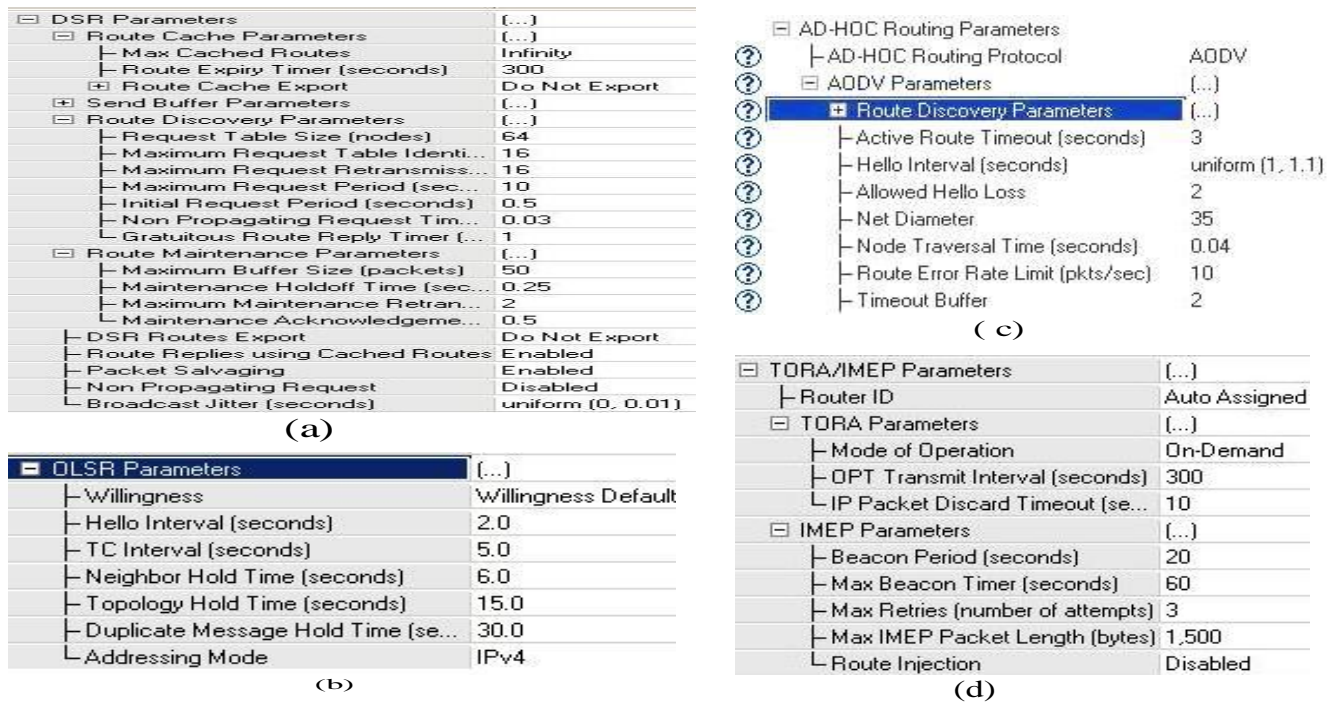 DSR Parameters (...)
Route Cache Parameters (...)
Max Cached Routes Infinity
Route Expiry Timer (seconds) 300
Route Cache Export Do Not Export
Send Buffer Parameters (...)
Route Discovery Parameters (...)
Request Table Size (nodes) 64
Maximum Request Table Identi... 16
Maximum Request Retransmiss... 16
Maximum Request Period (sec... 10
Initial Request Period (seconds) 0.5
Non Propagating Request Tim... 0.03
Gratuitous Route Reply Timer (... 1
Route Maintenance Parameters (...)
Maximum Buffer Size (packets) 50
Maintenance Holdoff Time (sec... 0.25
Maximum Maintenance Retran... 2
Maintenance Acknowledgeme... 0.5
DSR Routes Export Do Not Export
Route Replies using Cached Routes Enabled
Packet Salvaging Enabled
Non Propagating Request Disabled
Broadcast Jitter (seconds) uniform (0, 0.01)
(a)
OLSR Parameters (...)
Willingness Willingness Default
Hello Interval (seconds) 2.0
TC Interval (seconds) 5.0
Neighbor Hold Time (seconds) 6.0
Topology Hold Time (seconds) 15.0
Duplicate Message Hold Time (se... 30.0
Addressing Mode IPv4
(b)
AD-HOC Routing Parameters
? AD-HOC Routing Protocol AODV
? AODV Parameters (...)
? Route Discovery Parameters (...)
? Active Route Timeout (seconds) 3
? Hello Interval (seconds) uniform (1, 1.1)
? Allowed Hello Loss 2
? Net Diameter 35
? Node Traversal Time (seconds) 0.04
? Route Error Rate Limit (pkts/sec) 10
? Timeout Buffer 2
( c)
TORA/IMEP Parameters (...)
Router ID Auto Assigned
TORA Parameters (...)
Mode of Operation On-Demand
OPT Transmit Interval (seconds) 300
IP Packet Discard Timeout (se... 10
IMEP Parameters (...)
Beacon Period (seconds) 20
Max Beacon Timer (seconds) 60
Max Retries (number of attempts) 3
Max IMEP Packet Length (bytes) 1,500
Route Injection Disabled
(d)